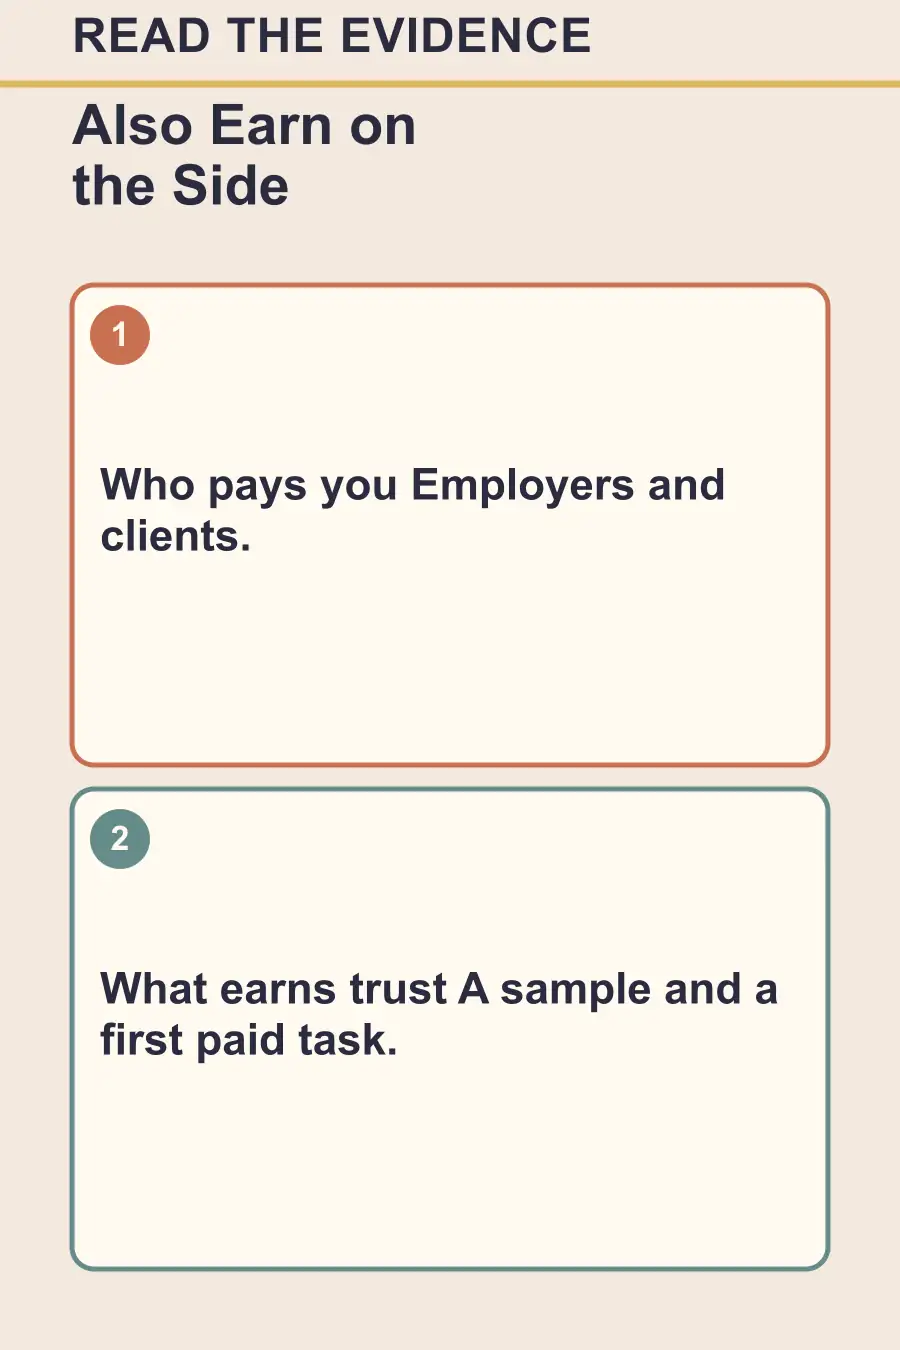 READ THE EVIDENCE
Also Earn on
the Side
1
Who pays you Employers and
clients.
2
What earns trust A sample and a
first paid task.